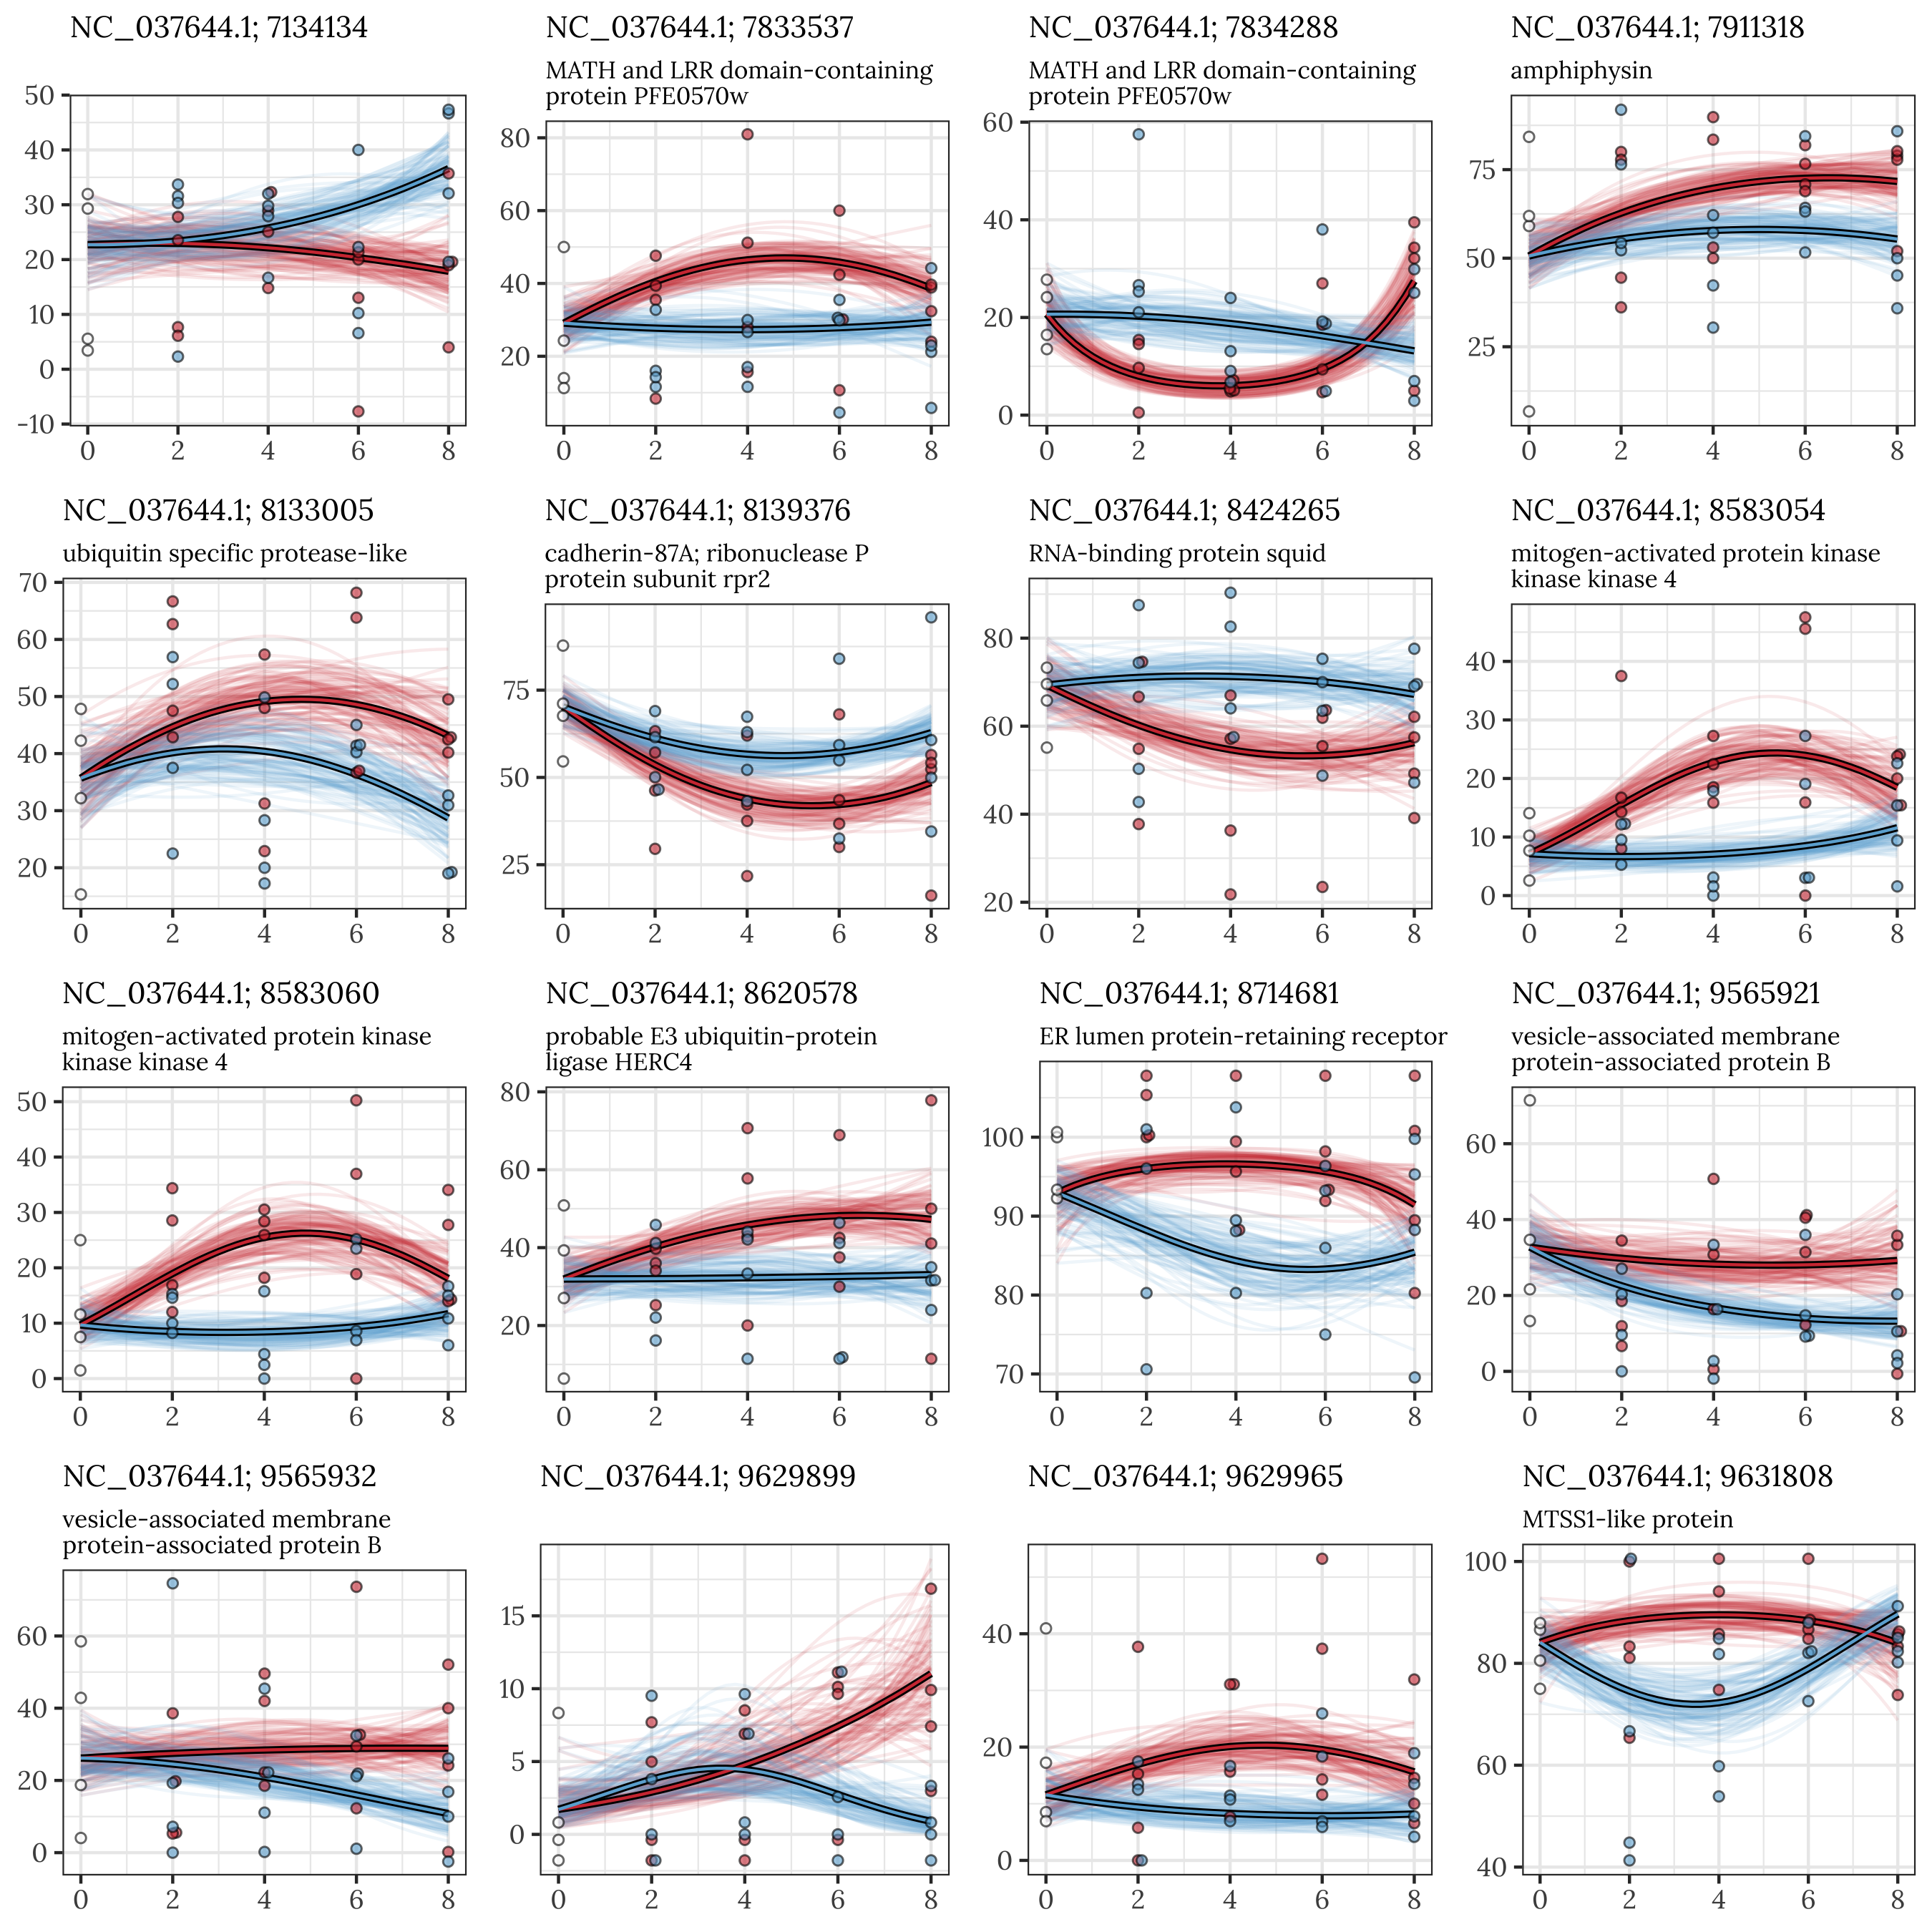 NC_037644.1; 7134134
50
40
30
20
10
0
-10
0 2 4 6 8
NC_037644.1; 7833537
MATH and LRR domain-containing
protein PFE0570w
80
60
40
20
0 2 4 6 8
NC_037644.1; 7834288
MATH and LRR domain-containing
protein PFE0570w
60
40
20
0
0 2 4 6 8
NC_037644.1; 7911318
amphiphysin
75
50
25
0 2 4 6 8
NC_037644.1; 8133005
ubiquitin specific protease-like
70
60
50
40
30
20
0 2 4 6 8
NC_037644.1; 8139376
cadherin-87A; ribonuclease P
protein subunit rpr2
75
50
25
0 2 4 6 8
NC_037644.1; 8424265
RNA-binding protein squid
80
60
40
20
0 2 4 6 8
NC_037644.1; 8583054
mitogen-activated protein kinase
kinase kinase 4
40
30
20
10
0
0 2 4 6 8
NC_037644.1; 8583060
mitogen-activated protein kinase
kinase kinase 4
50
40
30
20
10
0
0 2 4 6 8
NC_037644.1; 8620578
probable E3 ubiquitin-protein
ligase HERC4
80
60
40
20
0 2 4 6 8
NC_037644.1; 8714681
ER lumen protein-retaining receptor
100
90
80
70
0 2 4 6 8
NC_037644.1; 9565921
vesicle-associated membrane
protein-associated protein B
60
40
20
0
0 2 4 6 8
NC_037644.1; 9565932
vesicle-associated membrane
protein-associated protein B
60
40
20
0
0 2 4 6 8
NC_037644.1; 9629899
15
10
5
0
0 2 4 6 8
NC_037644.1; 9629965
40
20
0
0 2 4 6 8
NC_037644.1; 9631808
MTSS1-like protein
100
80
60
40
0 2 4 6 8